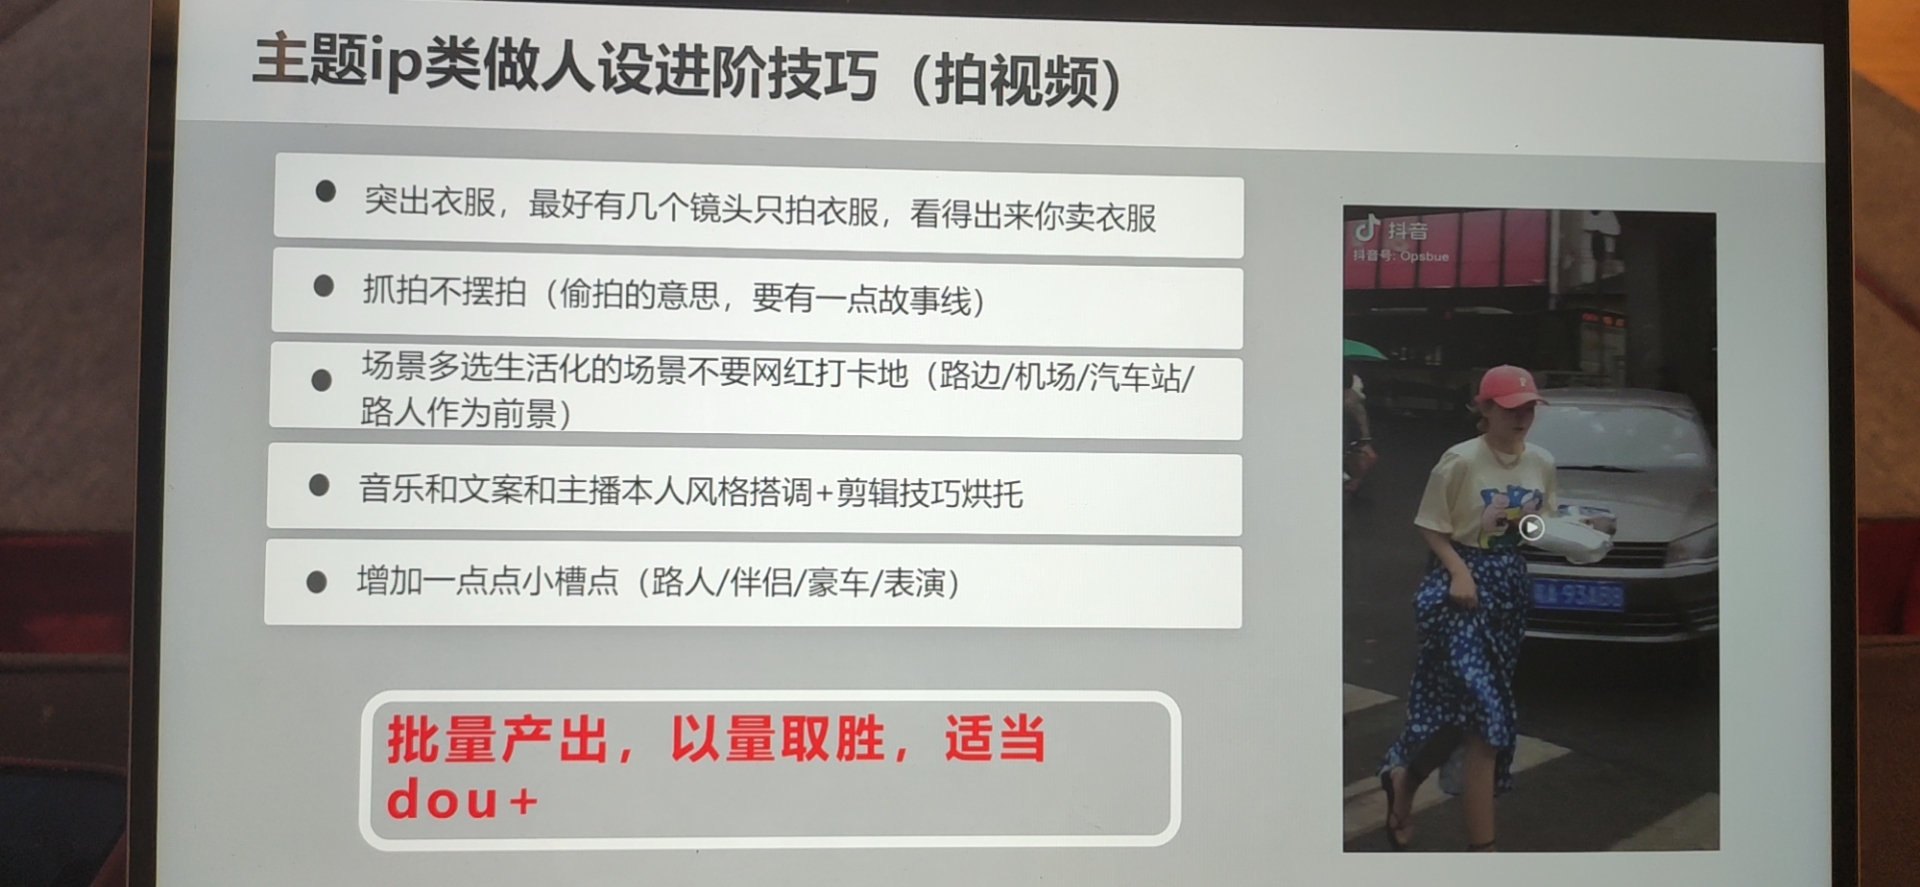 主题ip类做人设进阶技巧（拍视频）
● 突出衣服，最好有几个镜头只拍衣服，看得出来你卖衣服
● 抓拍不摆拍（偷拍的意思，要有一点故事线）
● 场景多选生活化的场景不要网红打卡地（路边/机场/汽车站/
路人作为前景）
● 音乐和文案和主播本人风格搭调+剪辑技巧烘托
● 增加一点点小槽点（路人/伴侣/豪车/表演）
批量产出，以量取胜，适当
dou+
抖音
抖音号: Opsbue